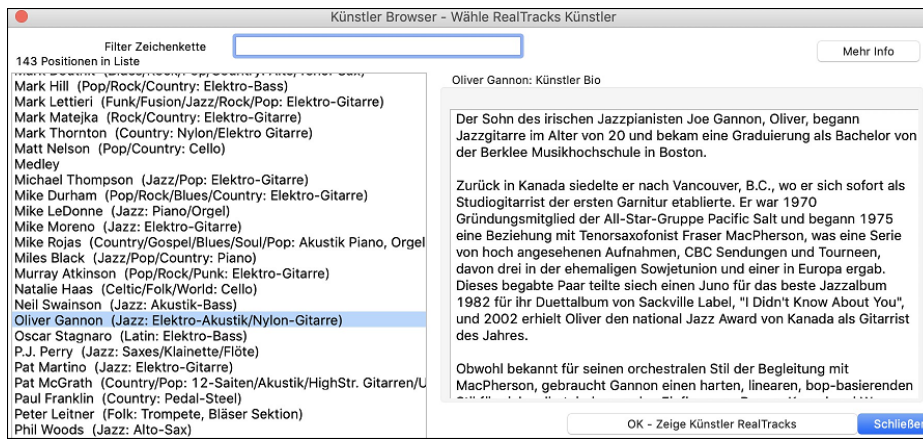 Künstler Browser - Wähle RealTracks Künstler
Filter Zeichenkette
143 Positionen in Liste
Mehr Info
Mark Hill (Pop/Rock/Country: Elektro-Bass)
Mark Lettieri (Funk/Fusion/Jazz/Rock/Pop: Elektro-Gitarre)
Mark Matejka (Rock/Country: Elektro-Gitarre)
Mark Thornton (Country: Nylon/Elektro Gitarre)
Matt Nelson (Pop/Country: Cello)
Medley
Michael Thompson (Jazz/Pop: Elektro-Gitarre)
Mike Durham (Pop/Rock/Blues/Country: Elektro-Gitarre)
Mike LeDonne (Jazz: Piano/Orgel)
Mike Moreno (Jazz: Elektro-Gitarre)
Mike Rojas (Country/Gospel/Blues/Soul/Pop: Akustik Piano, Orgel
Miles Black (Jazz/Pop/Country: Piano)
Murray Atkinson (Pop/Rock/Punk: Elektro-Gitarre)
Natalie Haas (Celtic/Folk/World: Cello)
Neil Swainson (Jazz: Akustik-Bass)
Oliver Gannon (Jazz: Elektro-Akustik/Nylon-Gitarre)
Oscar Stagnaro (Latin: Elektro-Bass)
P.J. Perry (Jazz: Saxes/Klainette/Flöte)
Pat Martino (Jazz: Elektro-Gitarre)
Pat McGrath (Country/Pop: 12-Saiten/Akustik/HighStr. Gitarren/U
Paul Franklin (Country: Pedal-Steel)
Peter Leitner (Folk: Trompete, Bläser Sektion)
Phil Woods (Jazz: Alto-Sax)
Oliver Gannon: Künstler Bio
Der Sohn des irischen Jazzpianisten Joe Gannon, Oliver, begann
Jazzgitarre im Alter von 20 und bekam eine Graduierung als Bachelor von
der Berklee Musikhochschule in Boston.
Zurück in Kanada siedelte er nach Vancouver, B.C., wo er sich sofort als
Studiogitarrist der ersten Garnitur etablierte. Er war 1970
Gründungsmitglied der All-Star-Gruppe Pacific Salt und begann 1975
eine Beziehung mit Tenorsaxofonist Fraser MacPherson, was eine Serie
von hoch angesehenen Aufnahmen, CBC Sendungen und Tourneen,
davon drei in der ehemaligen Sowjetunion und einer in Europa ergab.
Dieses begabte Paar teilte siech einen Juno für das beste Jazzalbum
1982 für ihr Duettalbum von Sackville Label, "I Didn't Know About You",
und 2002 erhielt Oliver den national Jazz Award von Kanada als Gitarrist
des Jahres.
Obwohl bekannt für seinen orchestralen Stil der Begleitung mit
MacPherson, gebraucht Gannon einen harten, linearen, bop-basierenden
OK - Zeige Künstler RealTracks
Schließe